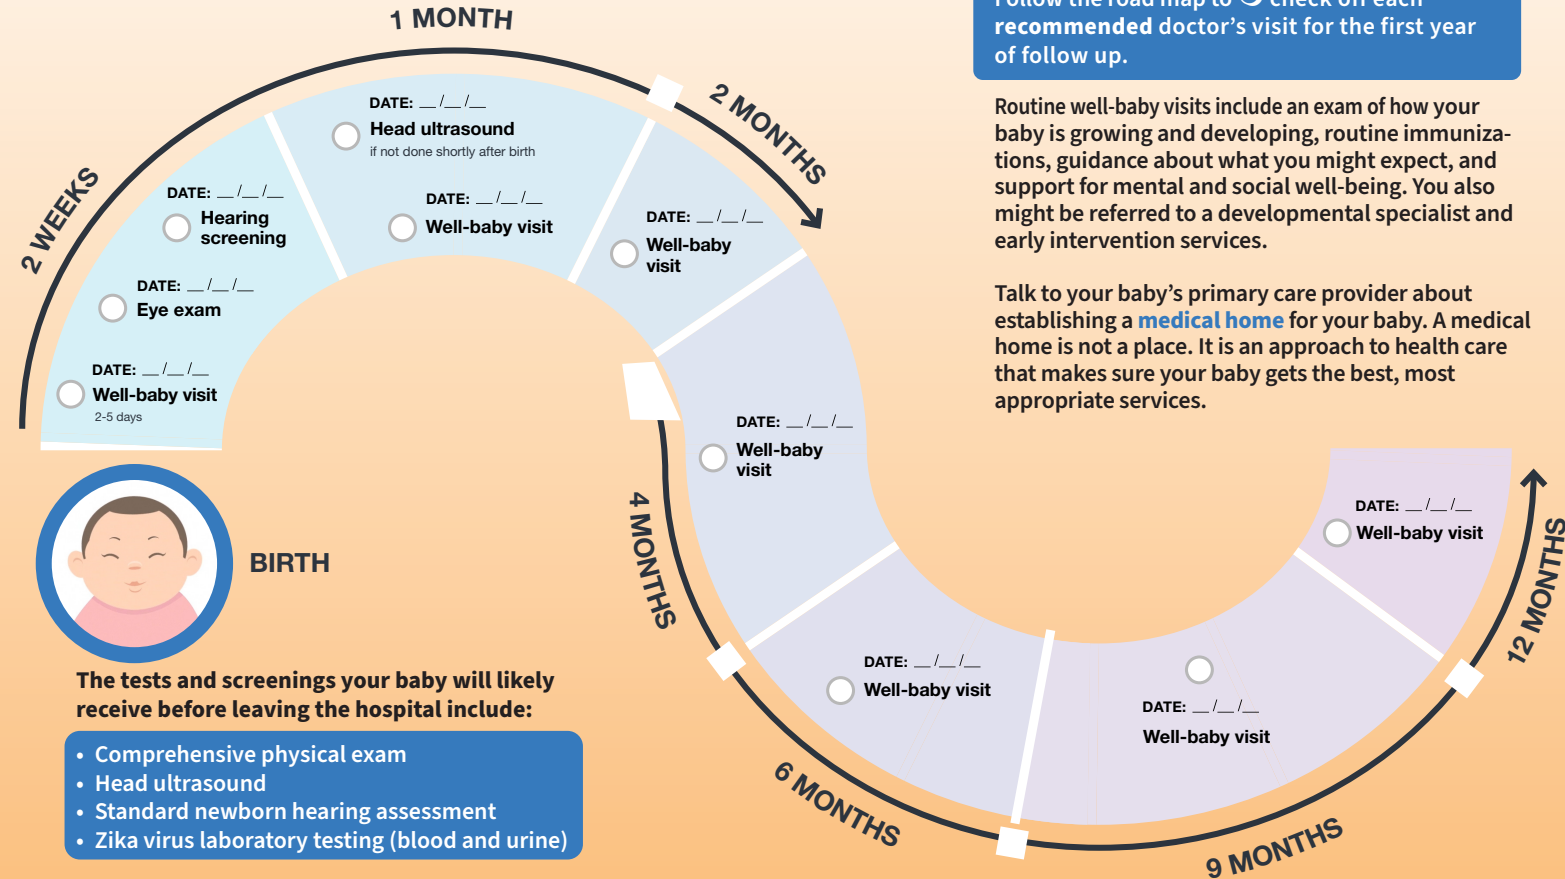 Follow the road map to check off each
recommended doctor’s visit for the first year
of follow up.
Routine well-baby visits include an exam of how your
baby is growing and developing, routine immuniza-
tions, guidance about what you might expect, and
support for mental and social well-being. You also
might be referred to a developmental specialist and
early intervention services.
Talk to your baby’s primary care provider about
establishing a medical home for your baby. A medical
home is not a place. It is an approach to health care
that makes sure your baby gets the best, most
appropriate services.
BIRTH
The tests and screenings your baby will likely
receive before leaving the hospital include:
• Comprehensive physical exam
• Head ultrasound
• Standard newborn hearing assessment
• Zika virus laboratory testing (blood and urine)
2 WEEKS
DATE: __ /__ /__
Well-baby visit
2-5 days
DATE: __ /__ /__
Eye exam
DATE: __ /__ /__
Hearing
screening
1 MONTH
DATE: __ /__ /__
Head ultrasound
if not done shortly after birth
DATE: __ /__ /__
Well-baby visit
2 MONTHS
DATE: __ /__ /__
Well-baby
visit
4 MONTHS
DATE: __ /__ /__
Well-baby
visit
6 MONTHS
DATE: __ /__ /__
Well-baby visit
9 MONTHS
DATE: __ /__ /__
Well-baby visit
12 MONTHS
DATE: __ /__ /__
Well-baby visit